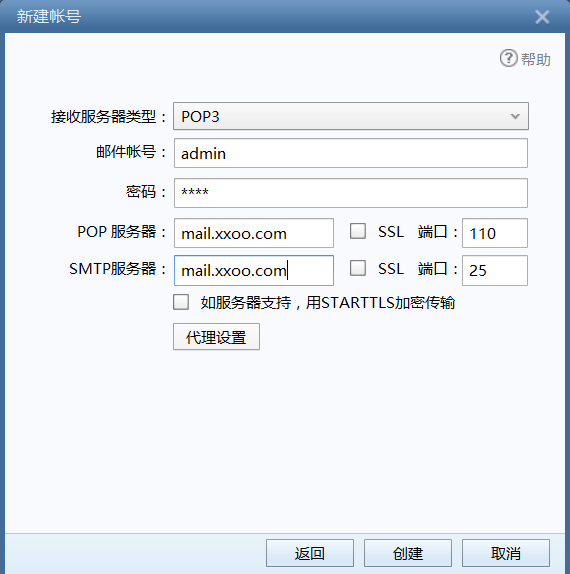 新建帐号
帮助
接收服务器类型： POP3
邮件帐号： admin
密码： ****
POP 服务器： mail.xxoo.com SSL 端口： 110
SMTP服务器： mail.xxoo.com SSL 端口： 25
如服务器支持，用STARTTLS加密传输
代理设置
返回 创建 取消